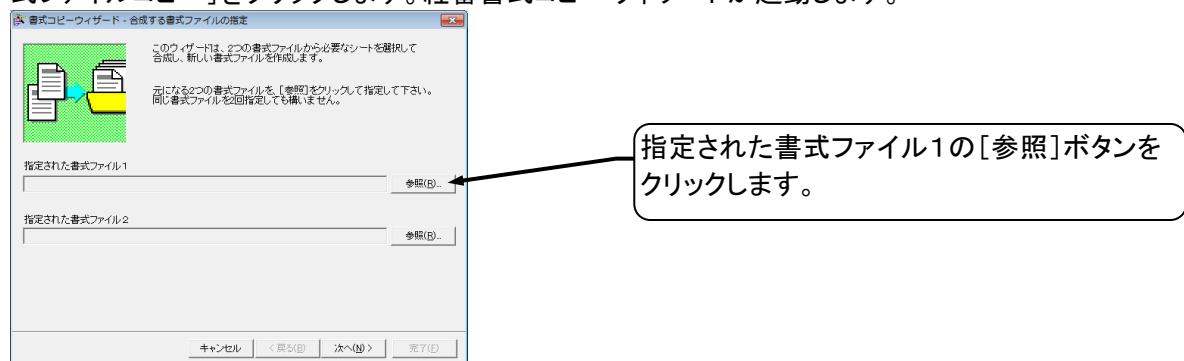 式ファイルコピー]をクリックします。経審書式コピーウィザードが起動します。
書式コピーウィザード - 合成する書式ファイルの指定
このウィザードは、2つの書式ファイルから必要なシートを選択して
合成し、新しい書式ファイルを作成します。
元になる2つの書式ファイルを、[参照]をクリックして指定して下さい。
同じ書式ファイルを2回指定しても構いません。
指定された書式ファイル1
参照(R)...
指定された書式ファイル2
参照(R)...
キャンセル
< 戻る(B)
次へ(N) >
完了(F)
指定された書式ファイル1の[参照]ボタンを
クリックします。